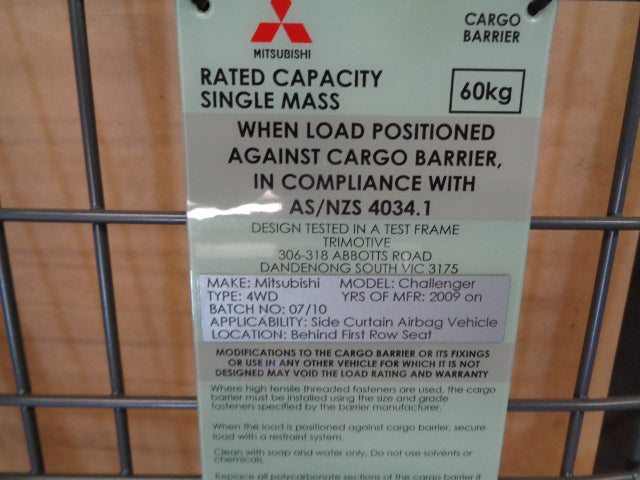 MITSUBISHI
CARGO
BARRIER
RATED CAPACITY
SINGLE MASS
60kg
WHEN LOAD POSITIONED
AGAINST CARGO BARRIER,
IN COMPLIANCE WITH
AS/NZS 4034.1
DESIGN TESTED IN A TEST FRAME
TRIMOTIVE
306-318 ABBOTTS ROAD
DANDENONG SOUTH VIC 3175
MAKE: Mitsubishi MODEL: Challenger
TYPE: 4WD YRS OF MFR: 2009 on
BATCH NO: 07/10
APPLICABILITY: Side Curtain Airbag Vehicle
LOCATION: Behind First Row Seat
MODIFICATIONS TO THE CARGO BARRIER OR ITS FIXINGS
OR USE IN ANY OTHER VEHICLE FOR WHICH IT IS NOT
DESIGNED MAY VOID THE LOAD RATING AND WARRANTY
Where high tensile threaded fasteners are used, the cargo
barrier must be installed using the size and grade
fasteners specified by the barrier manufacturer.
When the load is positioned against cargo barrier, secure
load with a restraint system.
Clean with soap and water only. Do not use solvents or
chemicals.
Replace all polycarbonate sections of the cargo barrier if